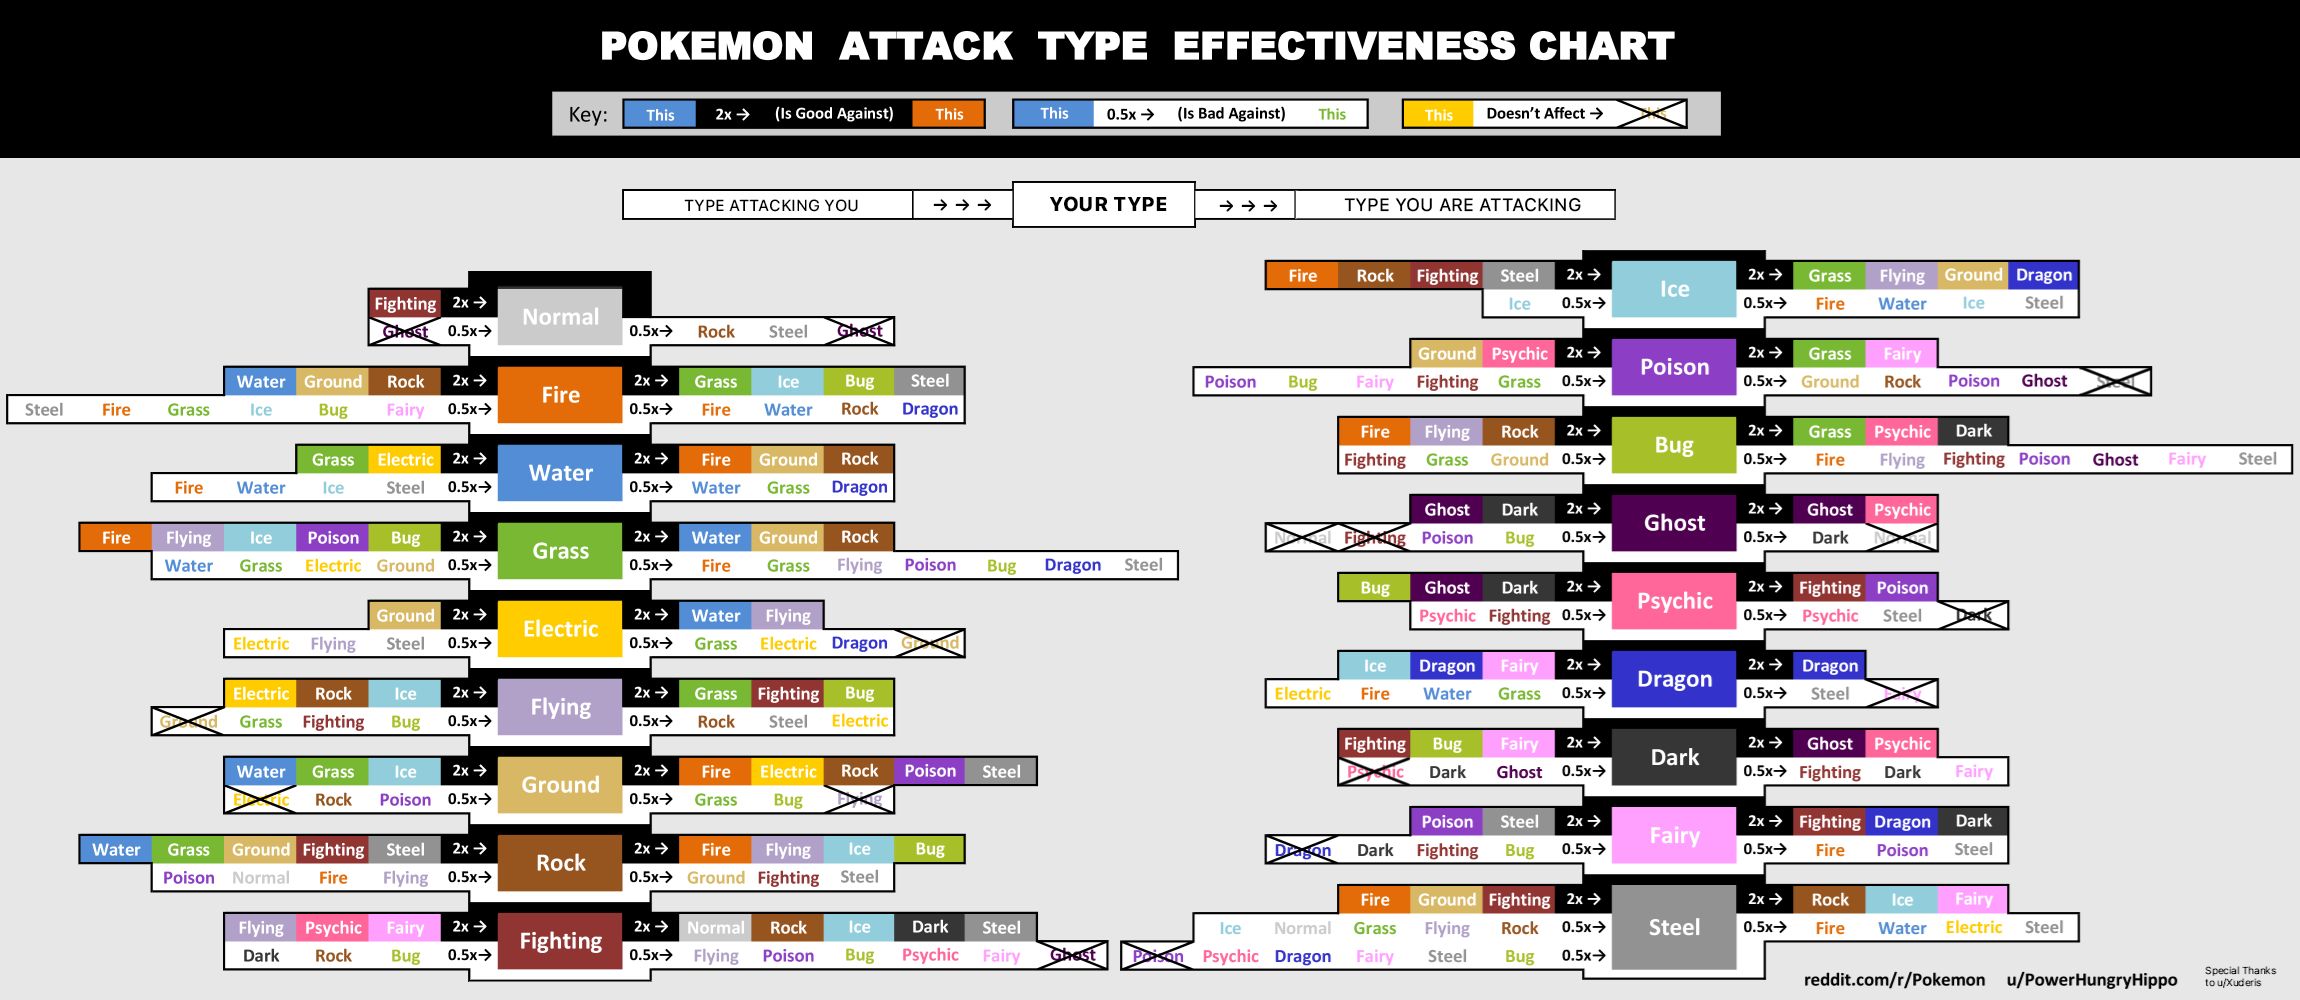 POKEMON ATTACK TYPE EFFECTIVENESS CHART
Key: This 2x → (Is Good Against) This This 0.5x → (Is Bad Against) This This Doesn't Affect → This
TYPE ATTACKING YOU → → → YOUR TYPE → → → TYPE YOU ARE ATTACKING
Fighting 2x →
Normal
Ghost 0.5x→ 0.5x→ Rock Steel Ghost
Water Ground Rock 2x → 2x → Grass Ice Bug Steel
Fire
Steel Fire Grass Ice Bug Fairy 0.5x→ 0.5x→ Fire Water Rock Dragon
Grass Electric 2x → 2x → Fire Ground Rock
Water
Fire Water Ice Steel 0.5x→ 0.5x→ Water Grass Dragon
Fire Flying Ice Poison Bug 2x → 2x → Water Ground Rock
Grass
Water Grass Electric Ground 0.5x→ 0.5x→ Fire Grass Flying Poison Bug Dragon Steel
Ground 2x → 2x → Water Flying
Electric
Electric Flying Steel 0.5x→ 0.5x→ Grass Electric Dragon Ground
Electric Rock Ice 2x → 2x → Grass Fighting Bug
Flying
Ground Grass Fighting Bug 0.5x→ 0.5x→ Rock Steel Electric
Water Grass Ice 2x → 2x → Fire Electric Rock Poison Steel
Ground
Electric Rock Poison 0.5x→ 0.5x→ Grass Bug Flying
Water Grass Ground Fighting Steel 2x → 2x → Fire Flying Ice Bug
Rock
Poison Normal Fire Flying 0.5x→ 0.5x→ Ground Fighting Steel
Flying Psychic Fairy 2x → 2x → Normal Rock Ice Dark Steel
Fighting
Dark Rock Bug 0.5x→ 0.5x→ Flying Poison Bug Psychic Fairy Ghost
Fire Rock Fighting Steel 2x → 2x → Grass Flying Ground Dragon
Ice
Ice 0.5x→ 0.5x→ Fire Water Ice Steel
Ground Psychic 2x → 2x → Grass Fairy
Poison
Poison Bug Fairy Fighting Grass 0.5x→ 0.5x→ Ground Rock Poison Ghost Steel
Fire Flying Rock 2x → 2x → Grass Psychic Dark
Bug
Fighting Grass Ground 0.5x→ 0.5x→ Fire Flying Fighting Poison Ghost Fairy Steel
Ghost Dark 2x → 2x → Ghost Psychic
Ghost
Normal Fighting Poison Bug 0.5x→ 0.5x→ Dark Normal
Bug Ghost Dark 2x → 2x → Fighting Poison
Psychic
Psychic Fighting 0.5x→ 0.5x→ Psychic Steel Dark
Ice Dragon Fairy 2x → 2x → Dragon
Dragon
Electric Fire Water Grass 0.5x→ 0.5x→ Steel Fairy
Fighting Bug Fairy 2x → 2x → Ghost Psychic
Dark
Psychic Dark Ghost 0.5x→ 0.5x→ Fighting Dark Fairy
Poison Steel 2x → 2x → Fighting Dragon Dark
Fairy
Dragon Dark Fighting Bug 0.5x→ 0.5x→ Fire Poison Steel
Fire Ground Fighting 2x → 2x → Rock Ice Fairy
Ice Normal Grass Flying Rock 0.5x→ Steel 0.5x→ Fire Water Electric Steel
Poison Psychic Dragon Fairy Steel Bug 0.5x→
reddit.com/r/Pokemon u/PowerHungryHippo
Special Thanks
to u/Xuderis